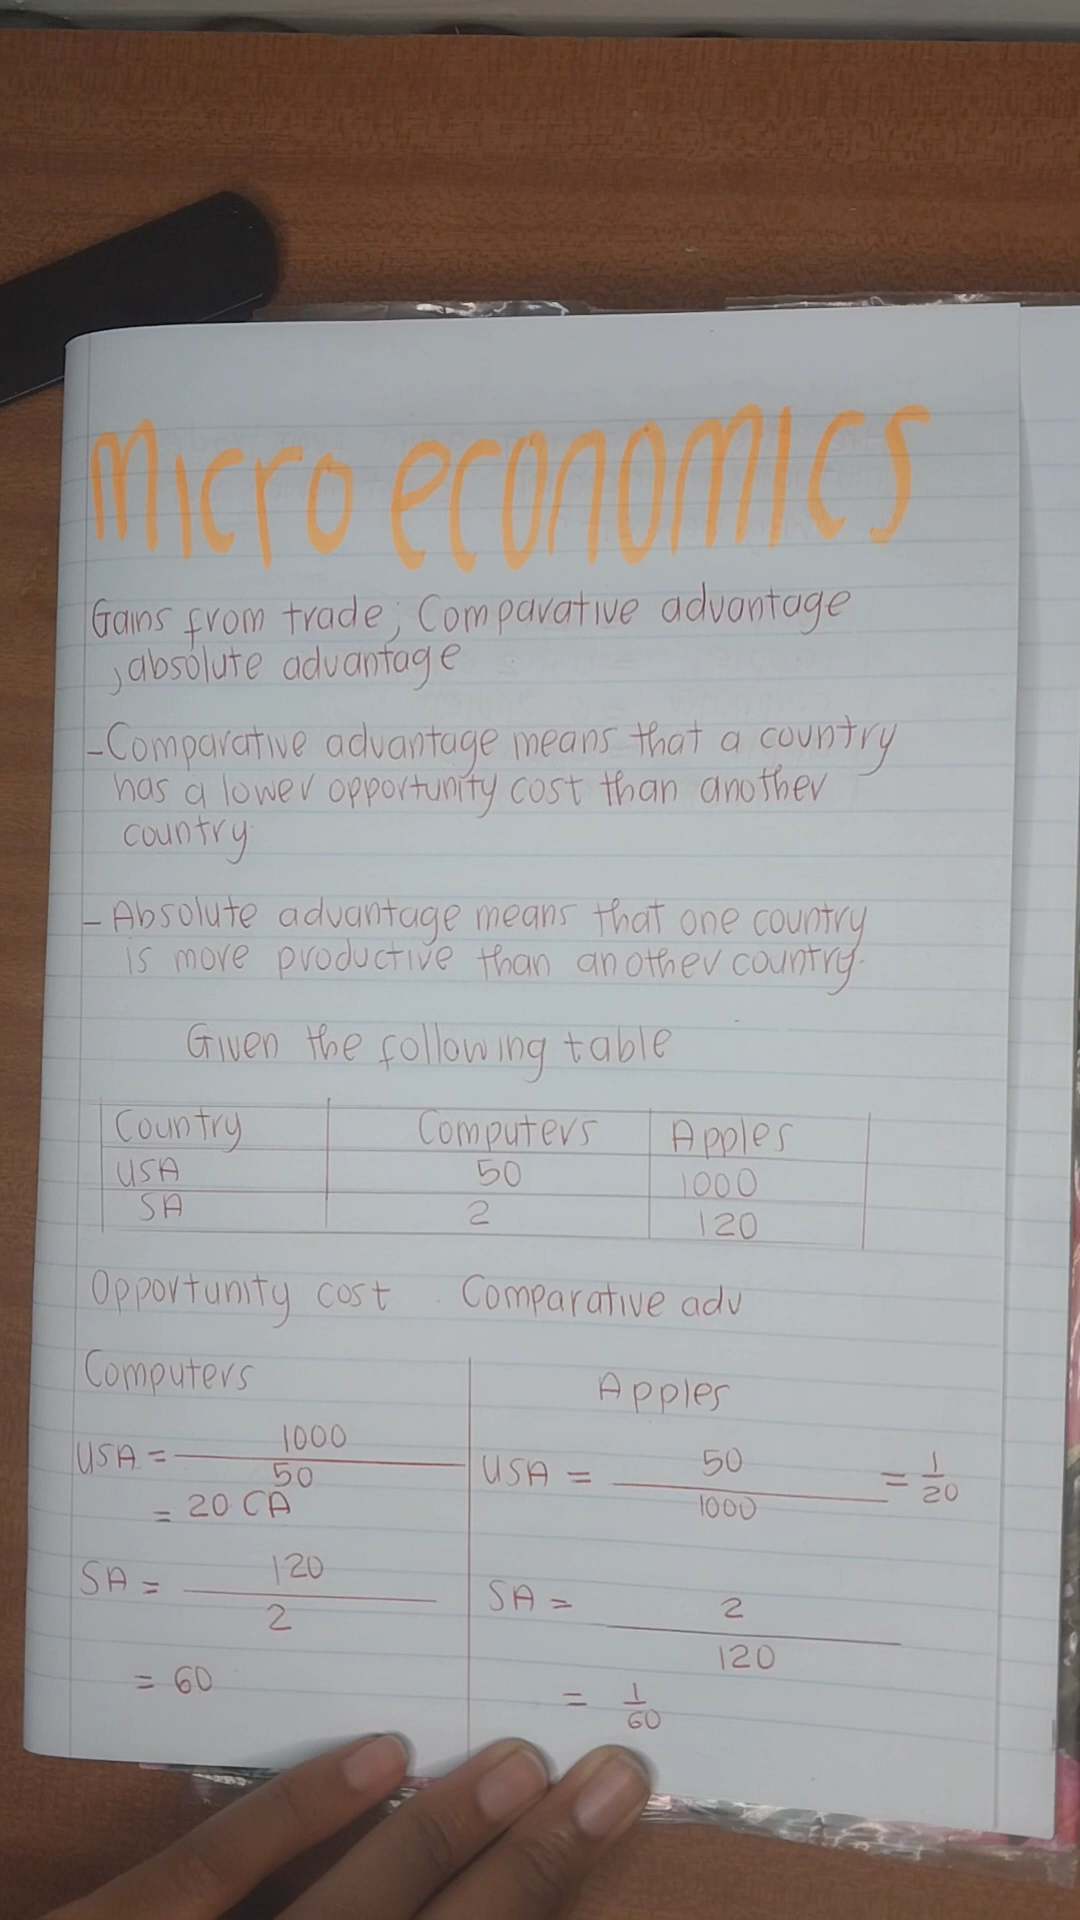 Microeconomics
Gains from trade; Comparative advantage
, absolute advantage
- Comparative advantage means that a country
has a lower opportunity cost than another
country.
- Absolute advantage means that one country
is more productive than another country.
Given the following table
Country Computers Apples
USA 50 1000
SA 2 120
Opportunity cost . Comparative adv
Computers
Apples
USA = 1000/50
= 20 CA
USA = 50/1000 = 1/20
SA = 120/2
= 60
SA = 2/120
= 1/60